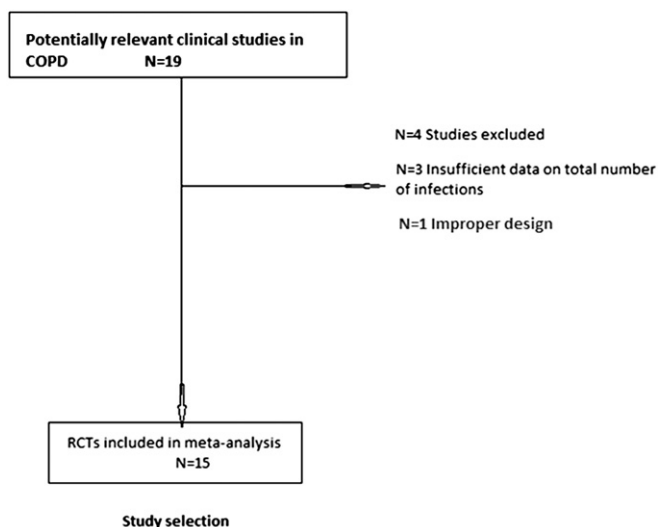 Potentially relevant clinical studies in
COPD N=19
N=4 Studies excluded
N=3 Insufficient data on total number
of infections
N=1 Improper design
RCTs included in meta-analysis
N=15
Study selection